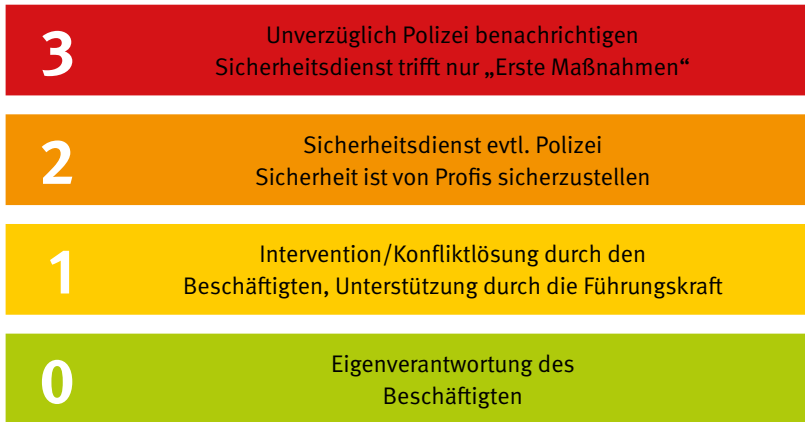 3
Unverzüglich Polizei benachrichtigen
Sicherheitsdienst trifft nur „Erste Maßnahmen“
2
Sicherheitsdienst evtl. Polizei
Sicherheit ist von Profis sicherzustellen
1
Intervention/Konfliktlösung durch den
Beschäftigten, Unterstützung durch die Führungskraft
0
Eigenverantwortung des
Beschäftigten